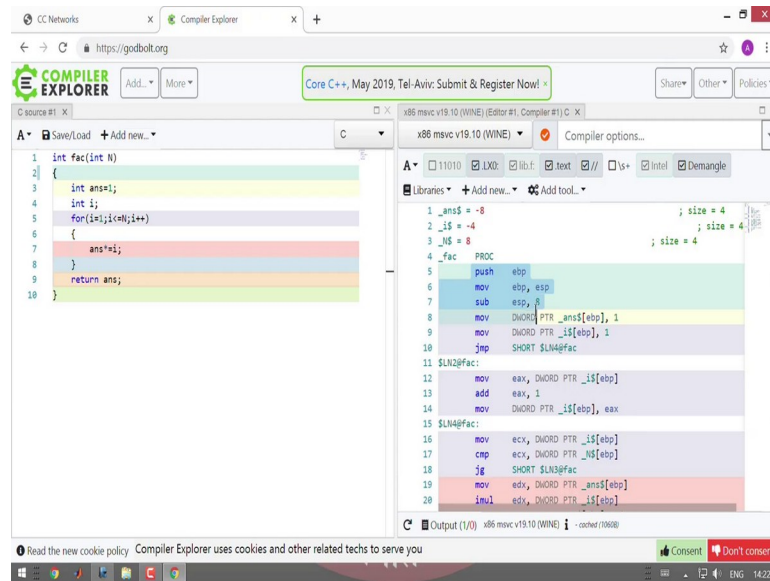 CC Networks x Compiler Explorer x +
https://godbolt.org A
COMPILER EXPLORER Add... More Core C++, May 2019, Tel-Aviv: Submit & Register Now! × Share Other Policies
C source #1 X x86 msvc v19.10 (WINE) (Editor #1, Compiler #1) C X
A Save/Load + Add new... C x86 msvc v19.10 (WINE) Compiler options...
A 11010 .LX0: lib.f: .text // \s+ Intel Demangle
Libraries + Add new... Add tool...
1 int fac(int N)
2 {
3 int ans=1;
4 int i;
5 for(i=1;i<=N;i++)
6 {
7 ans*=i;
8 }
9 return ans;
10 }
1 _ans$ = -8 ; size = 4
2 _i$ = -4 ; size = 4
3 _N$ = 8 ; size = 4
4 _fac PROC
5 push ebp
6 mov ebp, esp
7 sub esp, 8
8 mov DWORD PTR _ans$[ebp], 1
9 mov DWORD PTR _i$[ebp], 1
10 jmp SHORT $LN4@fac
11 $LN2@fac:
12 mov eax, DWORD PTR _i$[ebp]
13 add eax, 1
14 mov DWORD PTR _i$[ebp], eax
15 $LN4@fac:
16 mov ecx, DWORD PTR _i$[ebp]
17 cmp ecx, DWORD PTR _N$[ebp]
18 jg SHORT $LN3@fac
19 mov edx, DWORD PTR _ans$[ebp]
20 imul edx, DWORD PTR _i$[ebp]
Output (1/0) x86 msvc v19.10 (WINE) i - cached (10608)
Read the new cookie policy Compiler Explorer uses cookies and other related techs to serve you Consent Don't consen
ENG 14:22